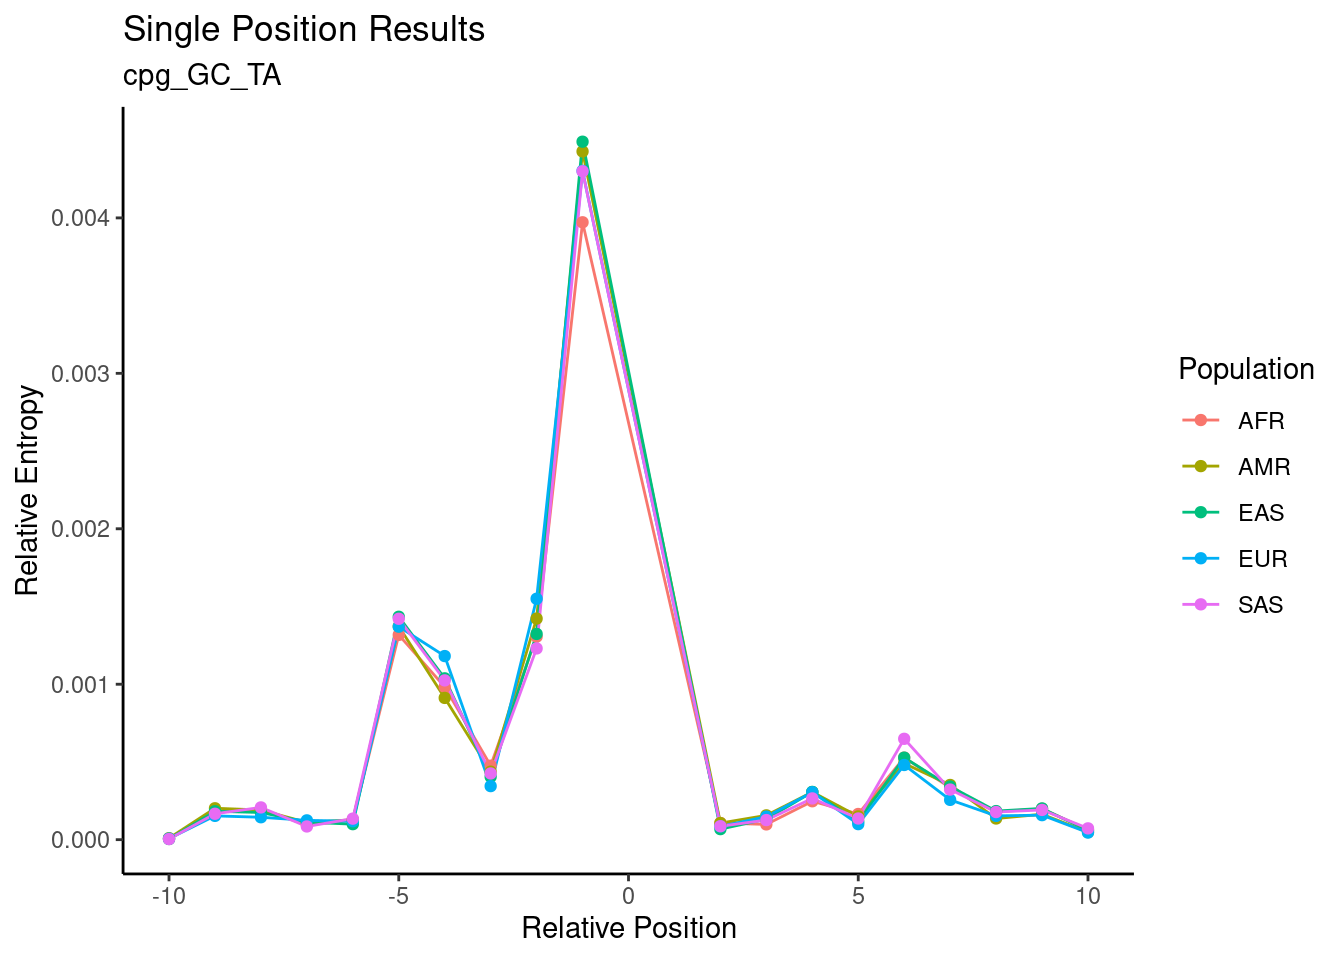 Single Position Results
cpg_GC_TA
Relative Entropy
0.004
0.003
0.002
0.001
0.000
-10
-5
0
5
10
Relative Position
Population
AFR
AMR
EAS
EUR
SAS